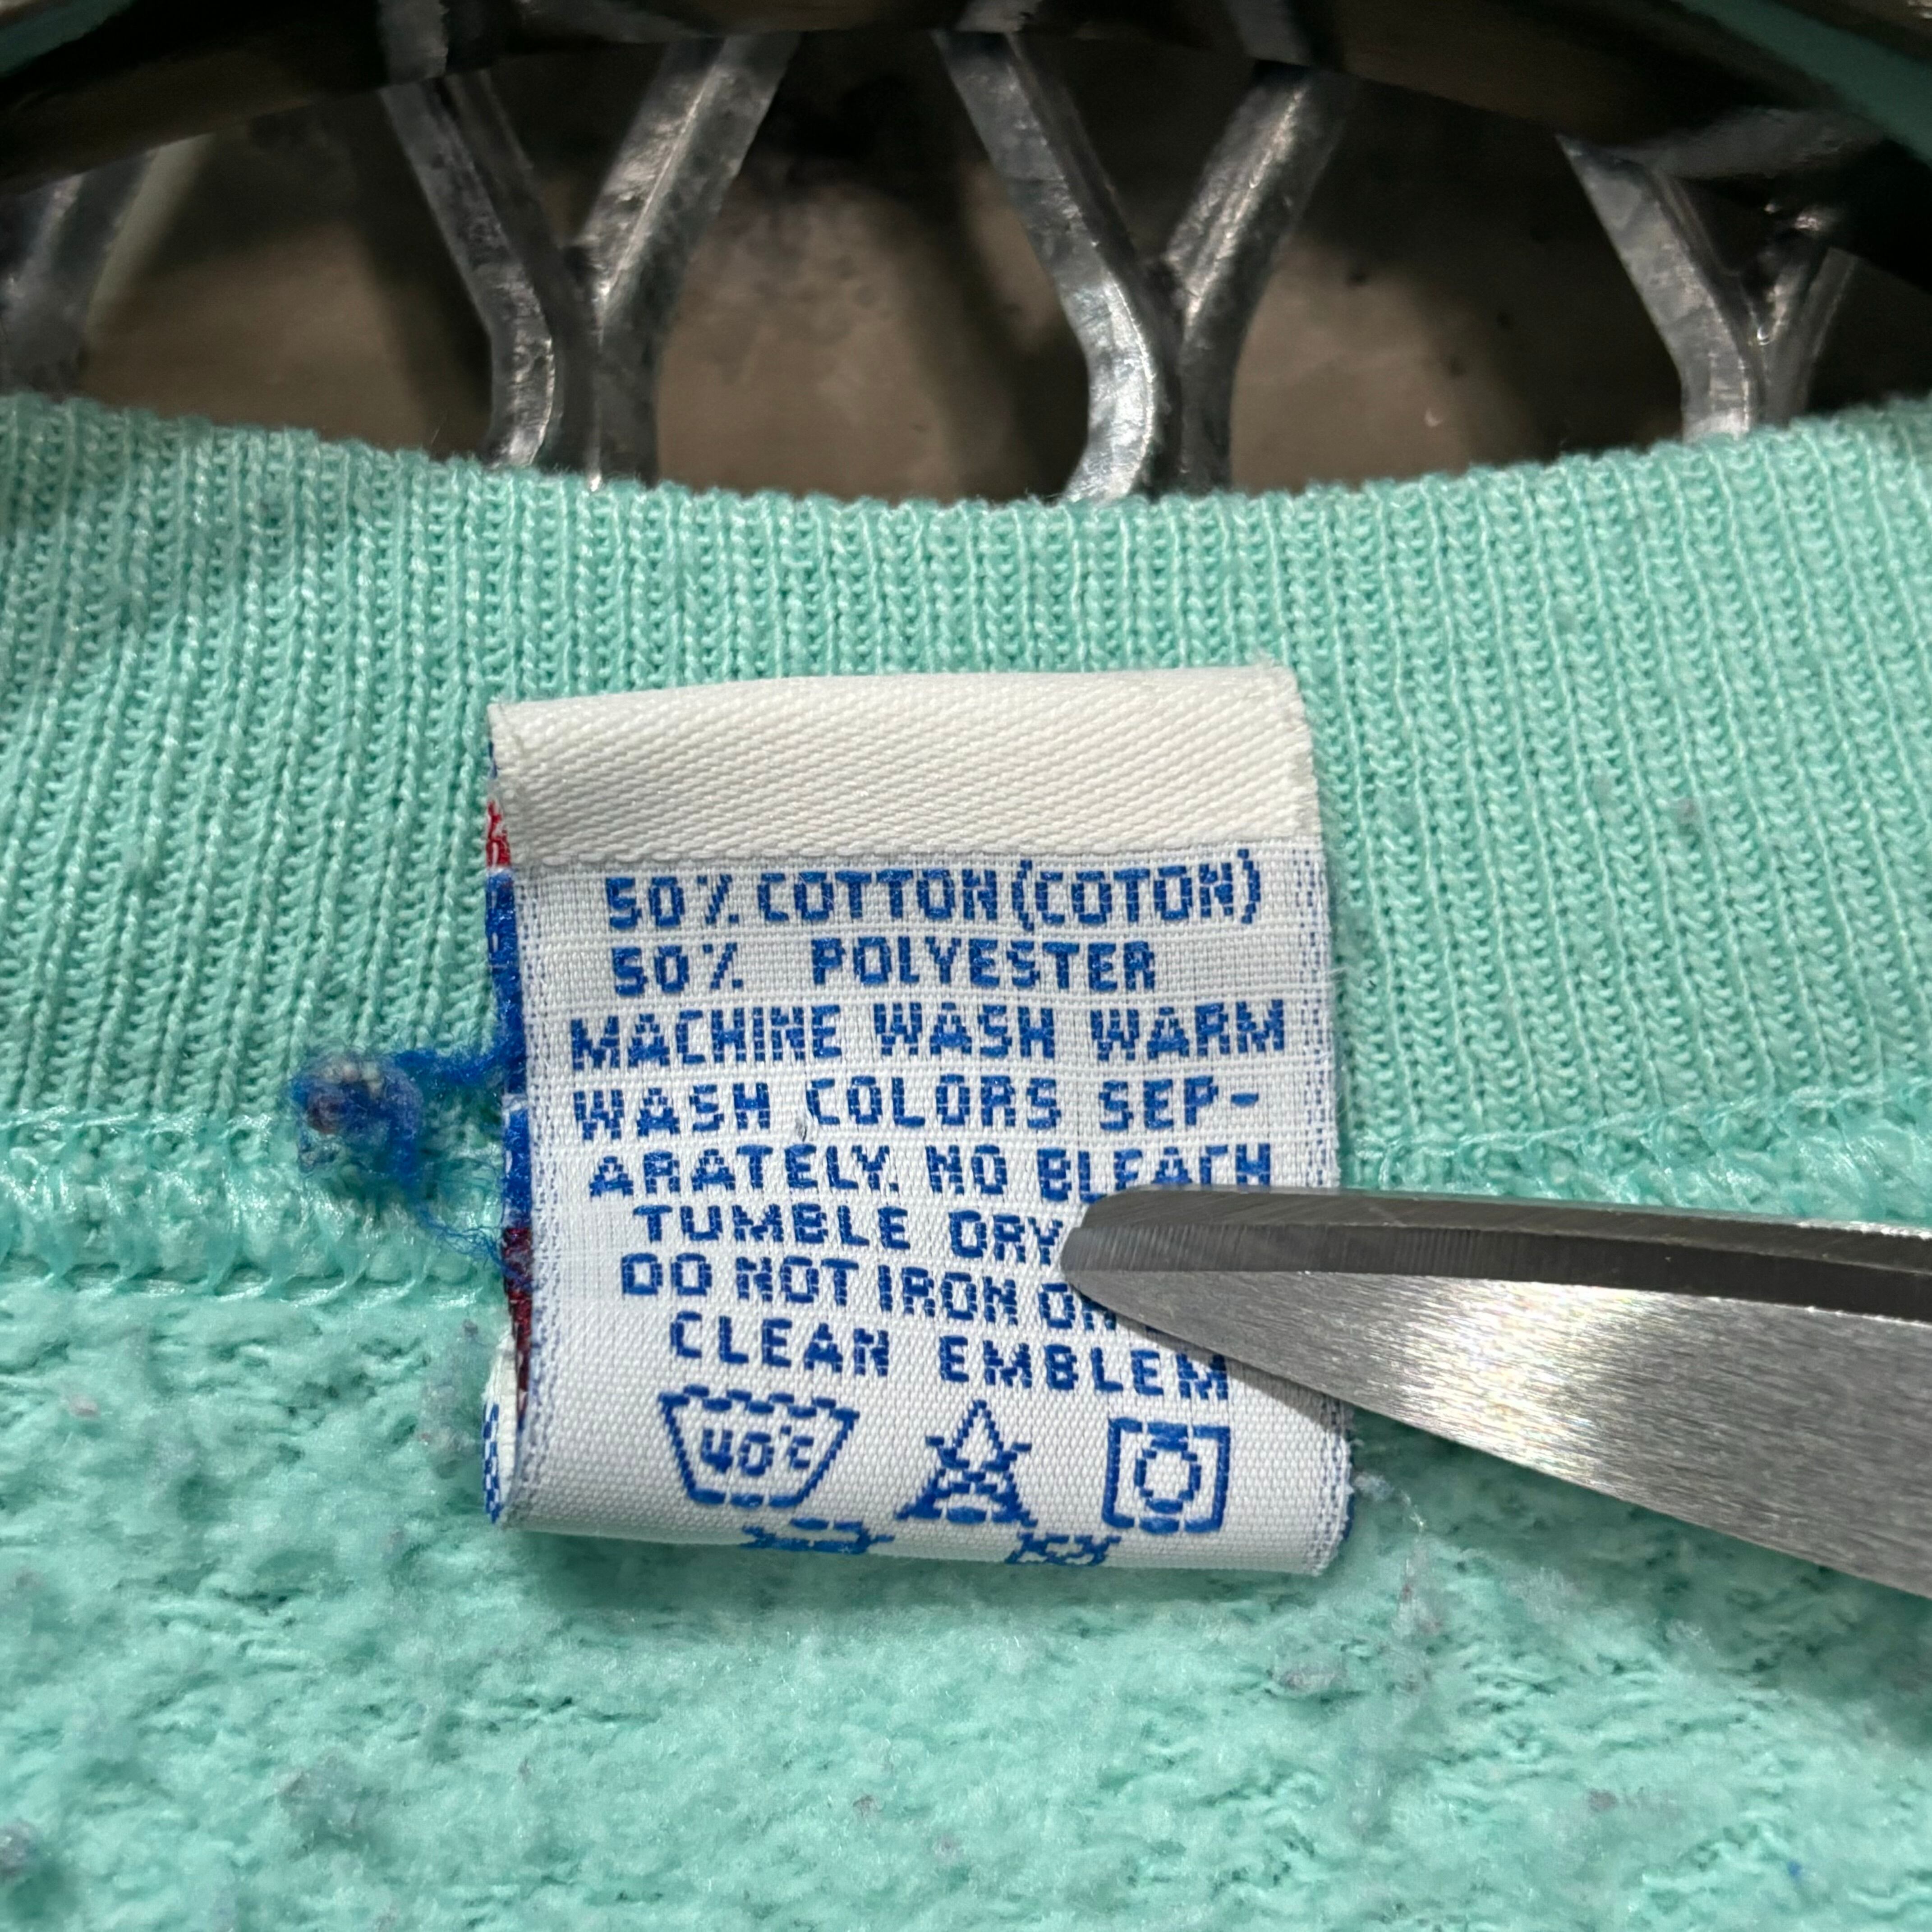 50% COTTON (COTON)
50% POLYESTER
MACHINE WASH WARM
WASH COLORS SEP-
ARATELY. NO BLEACH
TUMBLE DRY
DO NOT IRON
CLEAN EMBLEM
40°C